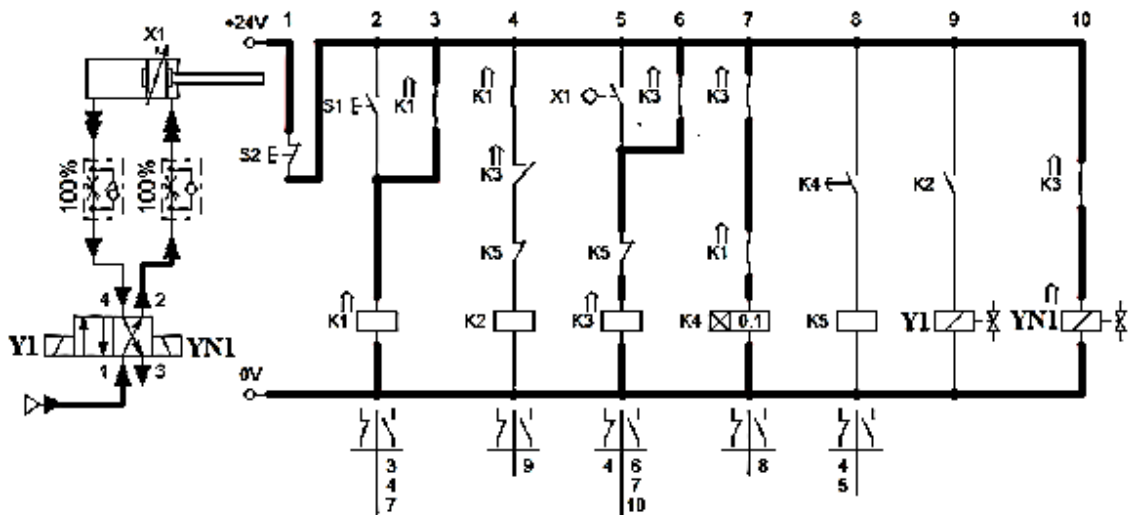 +24V 1 2 3 4 5 6 7 8 9 10
X1
S1 K1 K1 X1 K3 K3
S2 K3 K4 K2 K3
100% 100%
K5 K5 K1
4 2
K1 K2 K3 K4 0.1 K5 Y1 YN1
Y1 YN1
1 3
0V
3 9 4 6 8 4
4 7 5
7 10